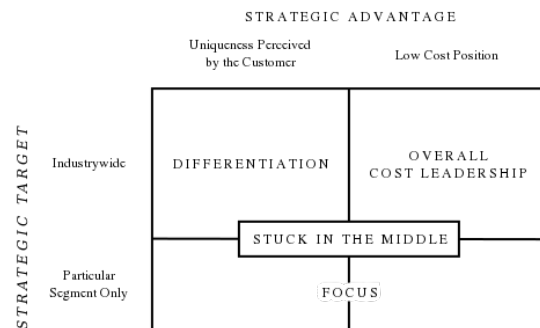 STRATEGIC ADVANTAGE
Uniqueness Perceived
by the Customer
Low Cost Position
STRATEGIC TARGET
Industrywide
DIFFERENTIATION
OVERALL
COST LEADERSHIP
STUCK IN THE MIDDLE
Particular
Segment Only
FOCUS